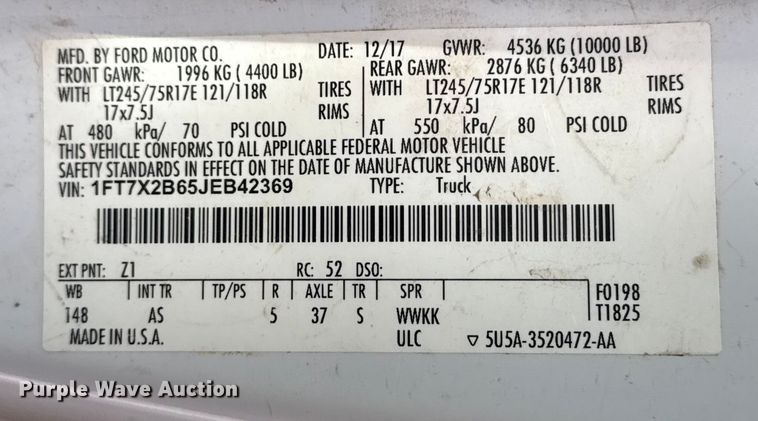 MFD. BY FORD MOTOR CO. DATE: 12/17 GVWR: 4536 KG (10000 LB)
FRONT GAWR: 1996 KG ( 4400 LB) REAR GAWR: 2876 KG ( 6340 LB)
WITH LT245/75R17E 121/118R TIRES WITH LT245/75R17E 121/118R TIRES
17x7.5J RIMS 17x7.5J RIMS
AT 480 kPa/ 70 PSI COLD AT 550 kPa/ 80 PSI COLD
THIS VEHICLE CONFORMS TO ALL APPLICABLE FEDERAL MOTOR VEHICLE
SAFETY STANDARDS IN EFFECT ON THE DATE OF MANUFACTURE SHOWN ABOVE.
VIN: 1FT7X2B65JEB42369 TYPE: Truck
EXT PNT: Z1 RC: 52 DSO:
WB INT TR TP/PS R AXLE TR SPR F0198
148 AS 5 37 S WWKK T1825
MADE IN U.S.A. ULC ▽ 5U5A-3520472-AA
Purple Wave Auction